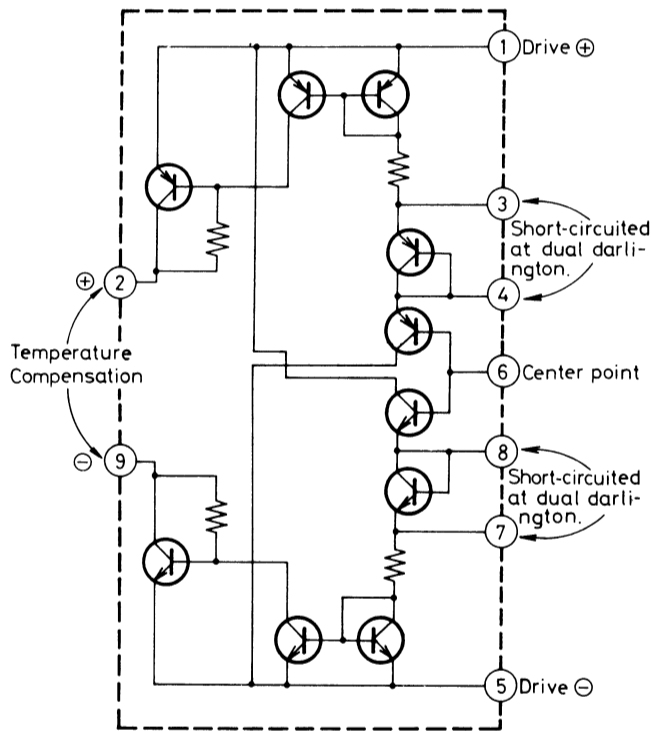 1 Drive ⊕
3
Short-circuited
at dual darli-
ngton.
⊕ 2
4
Temperature
Compensation
6 Center point
⊖ 9
8
Short-circuited
at dual darli-
ngton.
7
5 Drive ⊖